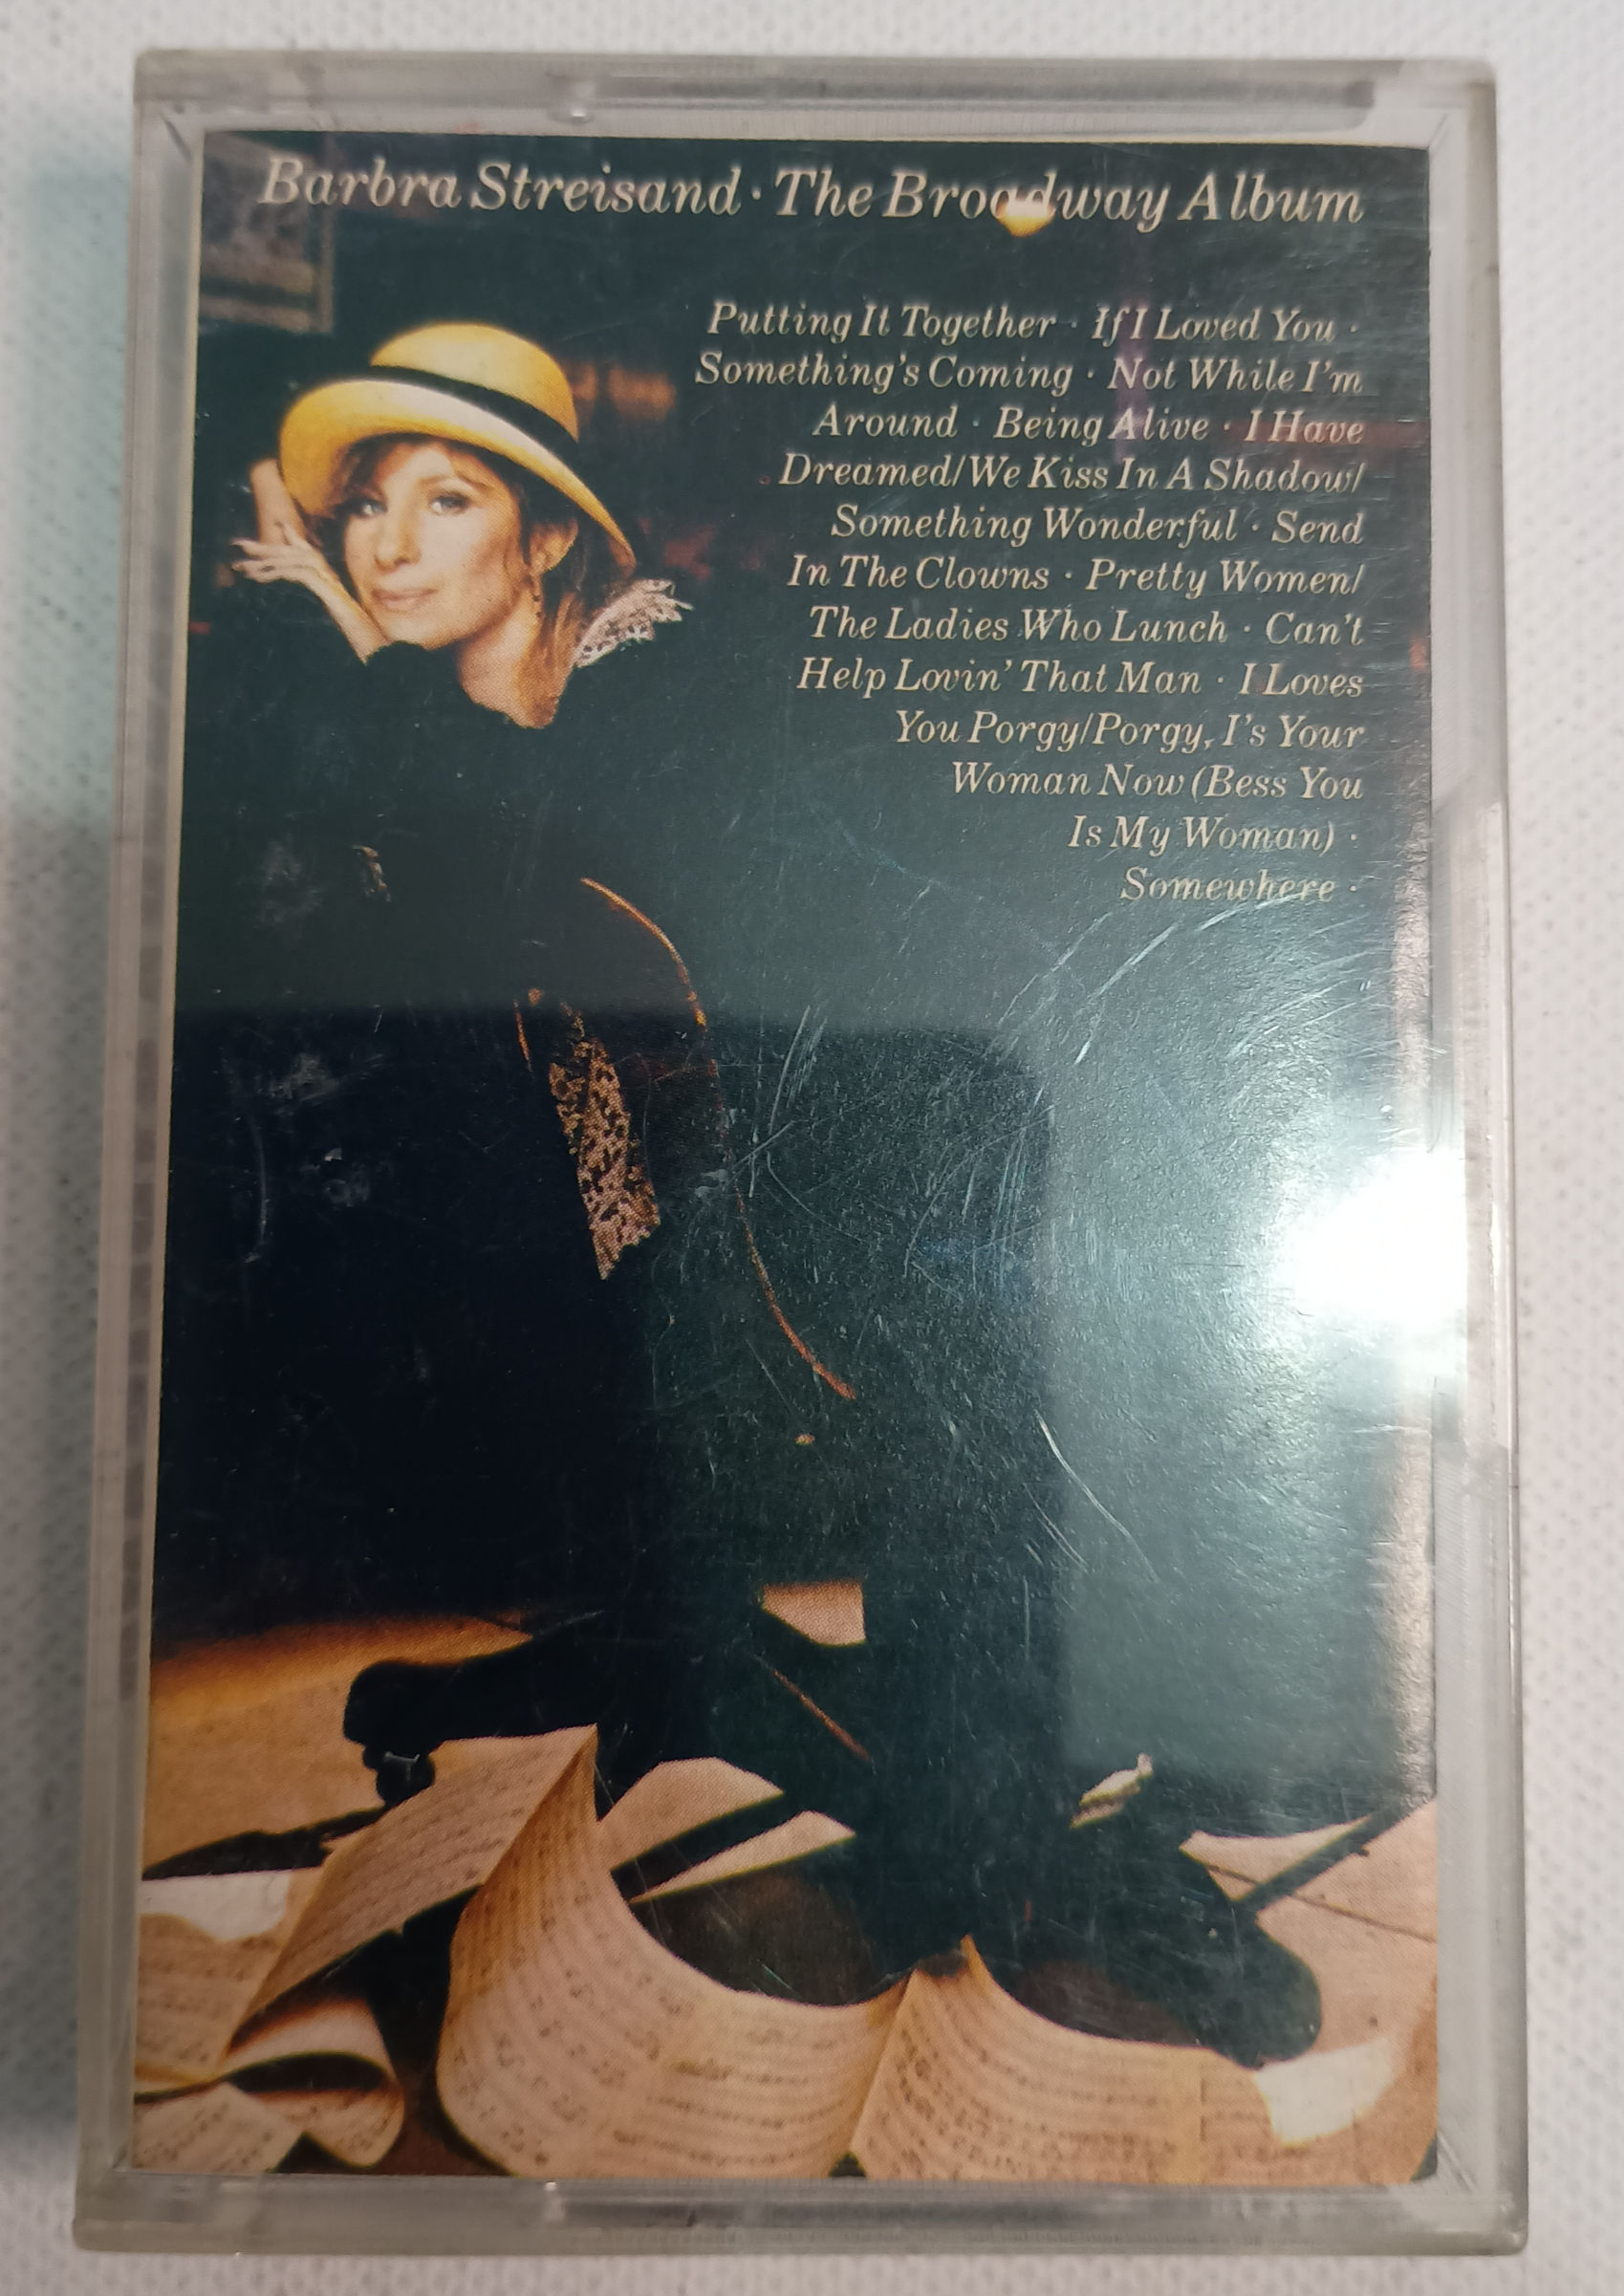 Barbra Streisand · The Broadway Album
Putting It Together · If I Loved You ·
Something's Coming · Not While I'm
Around · Being Alive · I Have
Dreamed/We Kiss In A Shadow/
Something Wonderful · Send
In The Clowns · Pretty Women/
The Ladies Who Lunch · Can't
Help Lovin' That Man · I Loves
You Porgy/Porgy, I's Your
Woman Now (Bess You
Is My Woman) ·
Somewhere ·